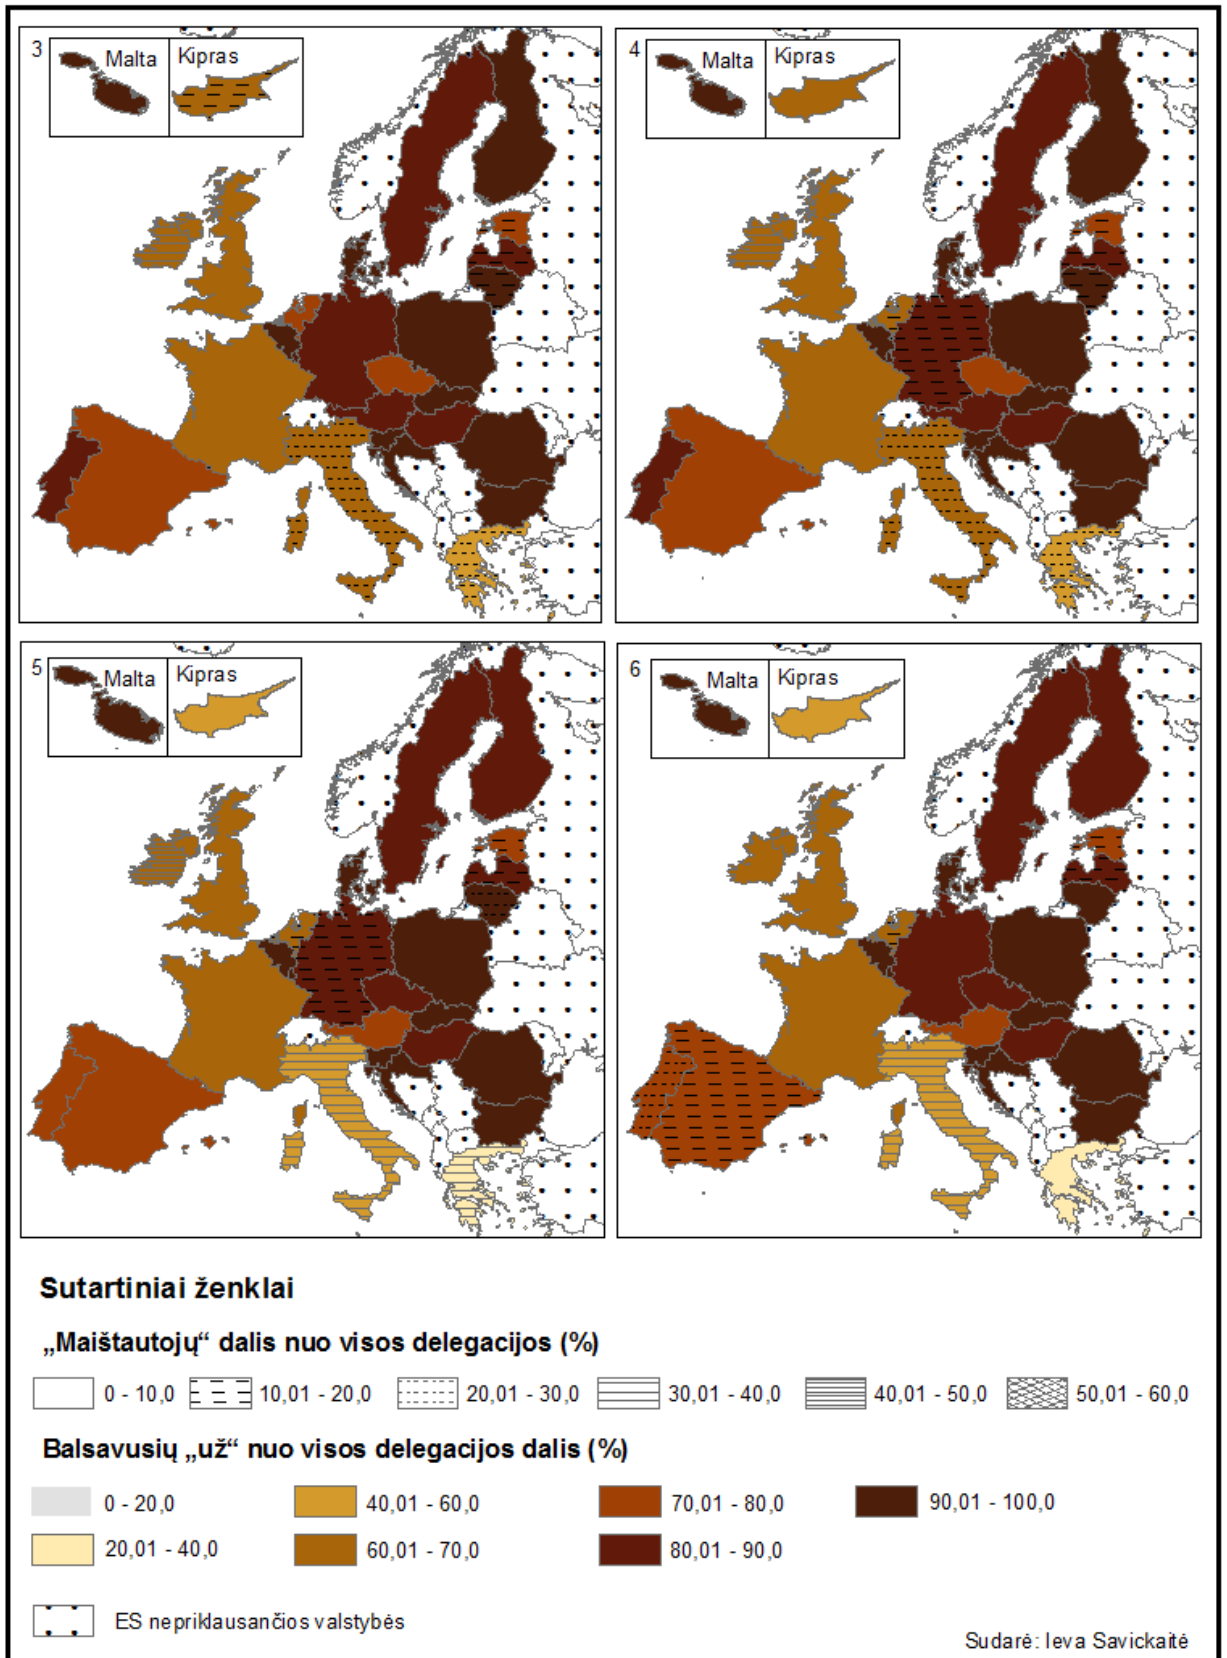 3
Malta
Kipras
4
Malta
Kipras
5
Malta
Kipras
6
Malta
Kipras
Sutartiniai ženklai
„Maištautojų“ dalis nuo visos delegacijos (%)
0 - 10,0
10,01 - 20,0
20,01 - 30,0
30,01 - 40,0
40,01 - 50,0
50,01 - 60,0
Balsavusių „už“ nuo visos delegacijos dalis (%)
0 - 20,0
40,01 - 60,0
70,01 - 80,0
90,01 - 100,0
20,01 - 40,0
60,01 - 70,0
80,01 - 90,0
ES nepriklausančios valstybės
Sudarė: Ieva Savickaitė